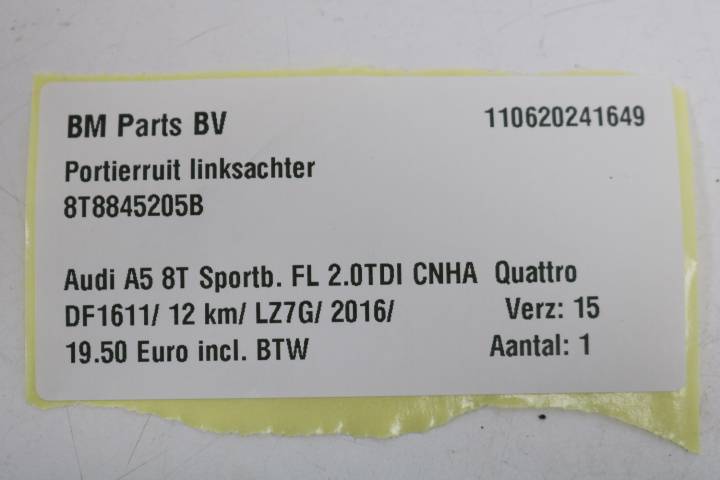 BM Parts BV 110620241649
Portierruit linksachter
8T8845205B
Audi A5 8T Sportb. FL 2.0TDI CNHA Quattro
DF1611/ 12 km/ LZ7G/ 2016/ Verz: 15
19.50 Euro incl. BTW Aantal: 1